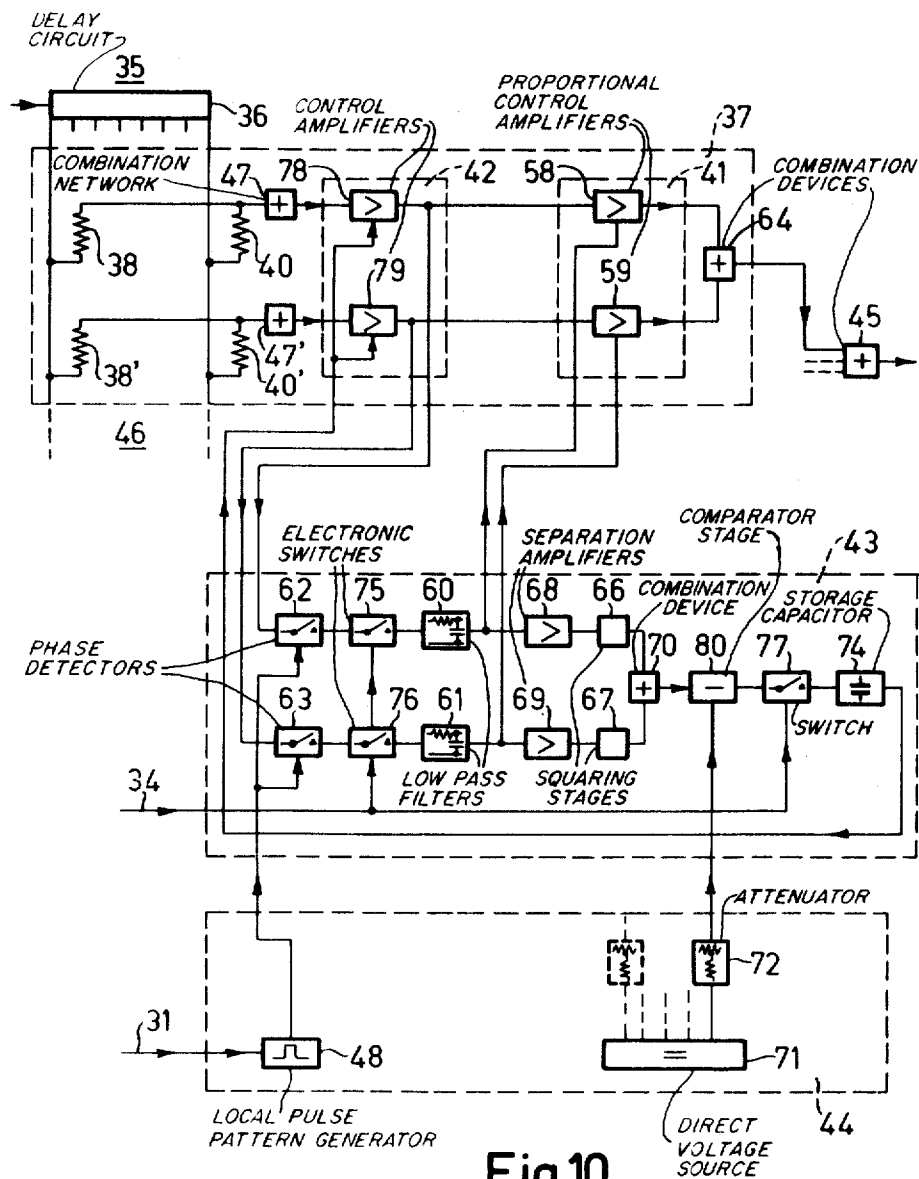 DELAY
CIRCUIT
35
36
CONTROL
AMPLIFIERS
PROPORTIONAL
CONTROL
AMPLIFIERS
37
COMBINATION
NETWORK
47
78
42
58
41
COMBINATION
DEVICES
64
+
>
>
+
38
40
79
59
45
+
>
>
+
38'
40'
47'
46
ELECTRONIC
SWITCHES
SEPARATION
AMPLIFIERS
COMPARATOR
STAGE
43
62
75
60
68
66
COMBINATION
DEVICE
STORAGE
CAPACITOR
>
70
80
77
74
PHASE
DETECTORS
+
−
63
76
61
69
67
SWITCH
>
LOW PASS
FILTERS
SQUARING
STAGES
34
ATTENUATOR
72
31
48
=
71
LOCAL PULSE
PATTERN GENERATOR
DIRECT
VOLTAGE
SOURCE
44
Fig.10